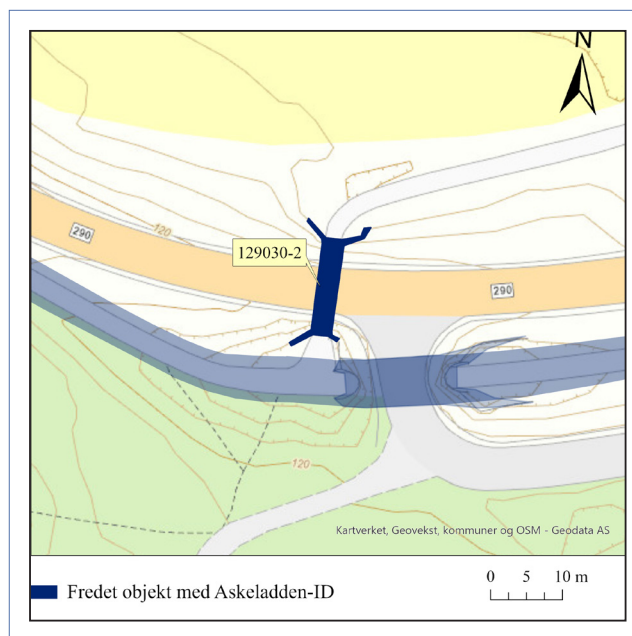 N
290
120
129030-2
290
120
Kartverket, Geovekst, kommuner og OSM - Geodata AS
Fredet objekt med Askeladden-ID
0 5 10 m